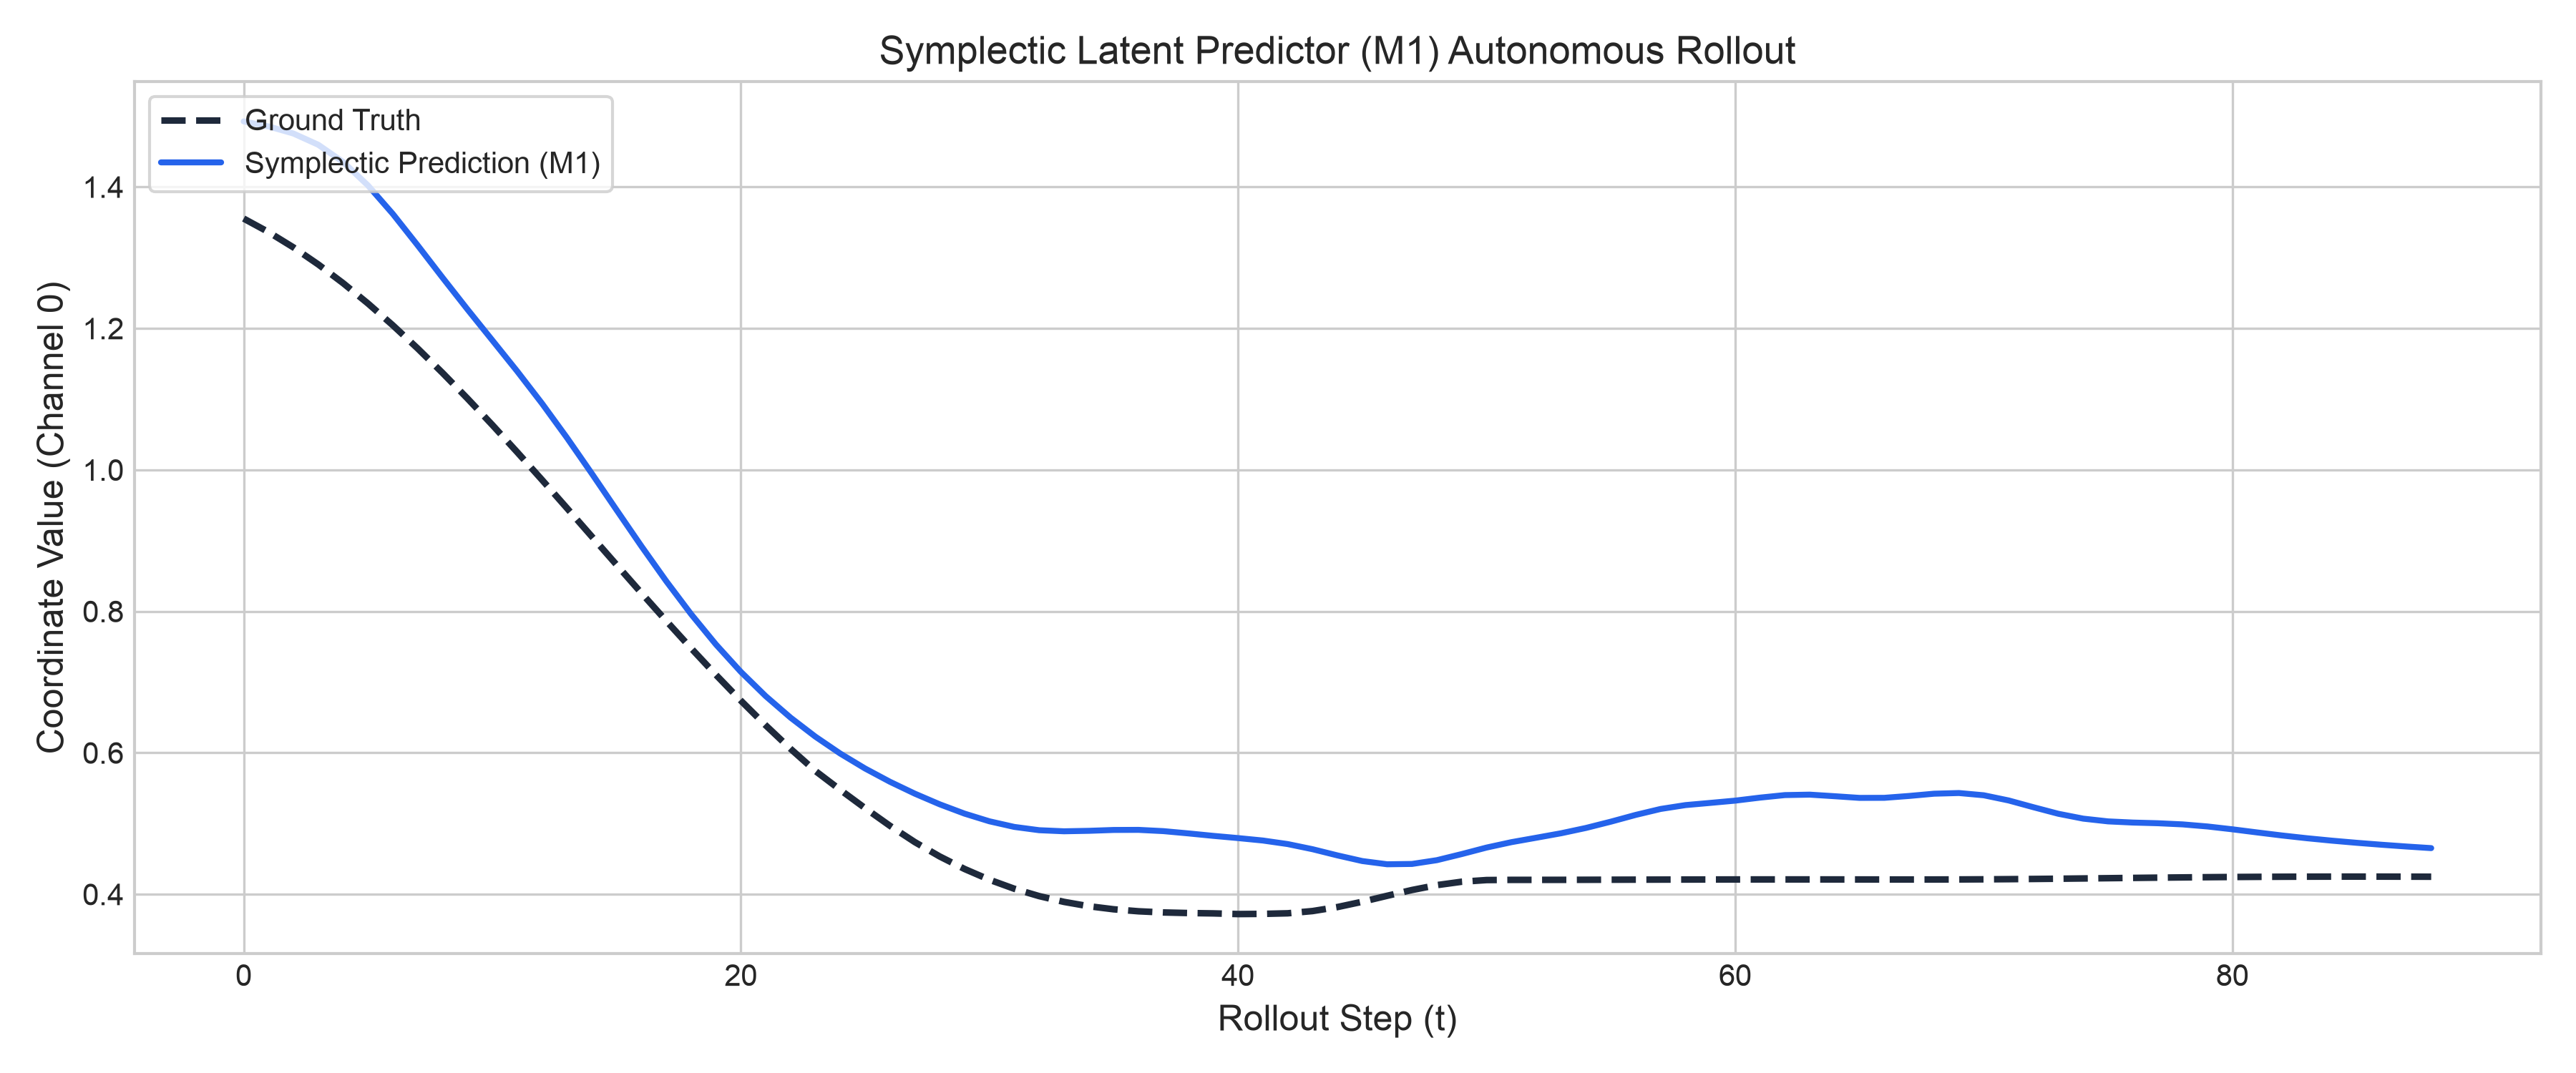 Symplectic Latent Predictor (M1) Autonomous Rollout
Ground Truth
Symplectic Prediction (M1)
Coordinate Value (Channel 0)
1.4
1.2
1.0
0.8
0.6
0.4
0 20 40 60 80
Rollout Step (t)